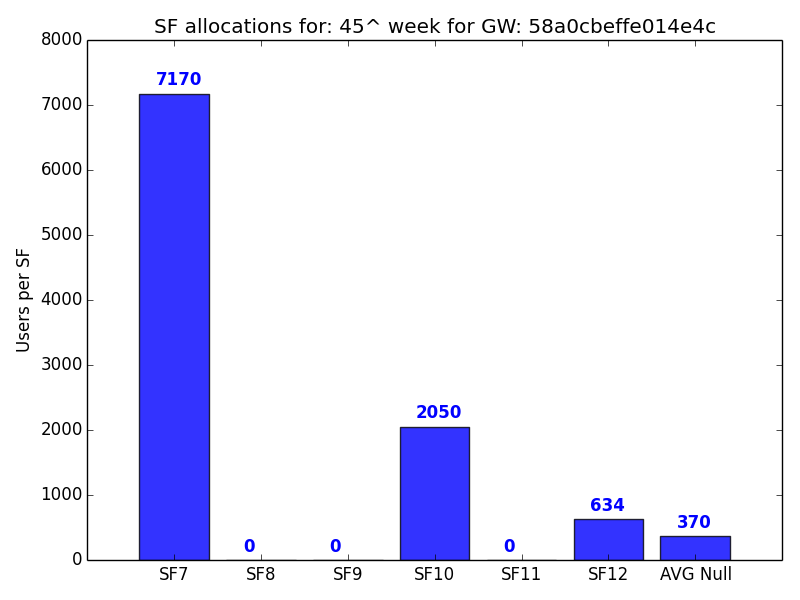 SF allocations for: 45^ week for GW: 58a0cbeffe014e4c
8000
7000
6000
5000
4000
3000
2000
1000
0
Users per SF
7170
0
0
2050
0
634
370
SF7
SF8
SF9
SF10
SF11
SF12
AVG Null